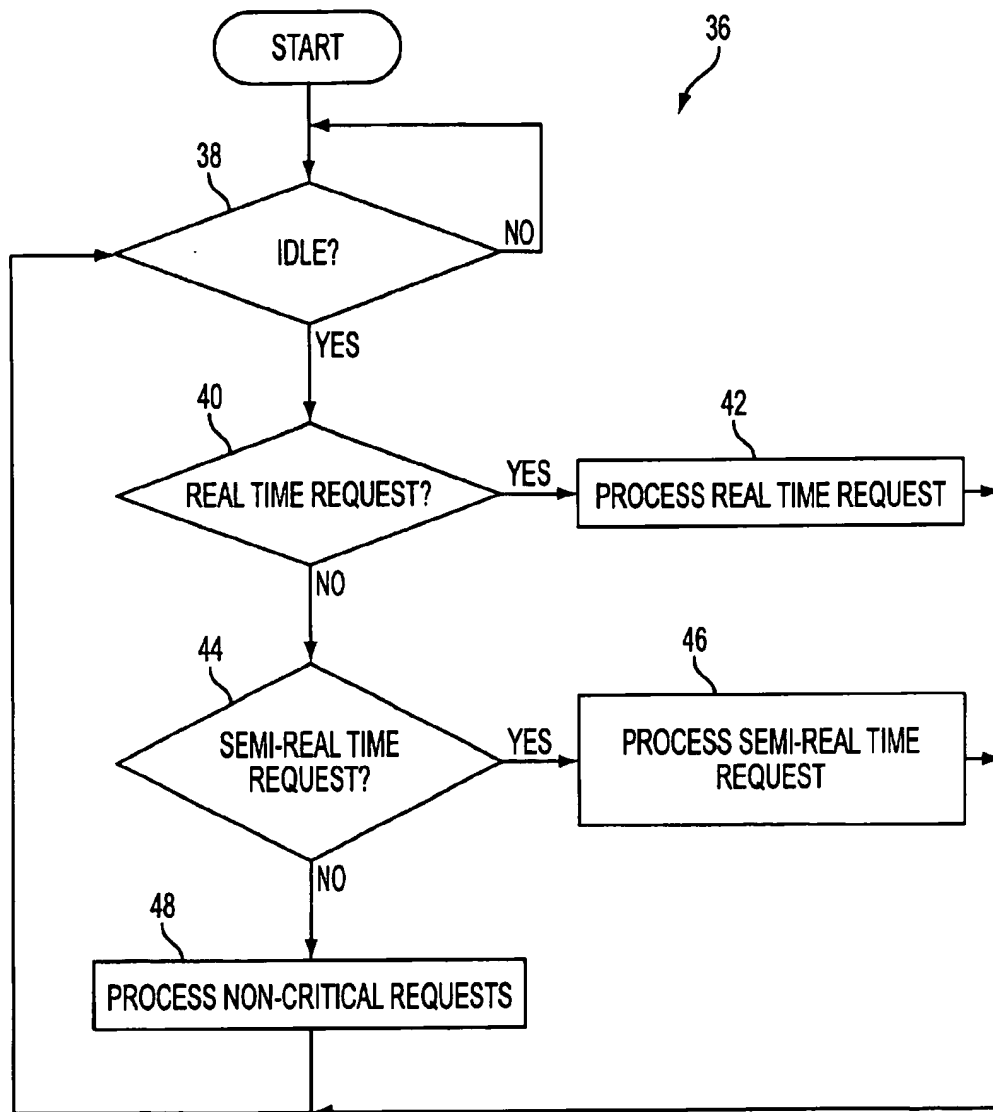 START
36
38
IDLE?
NO
YES
40
REAL TIME REQUEST?
YES
42
PROCESS REAL TIME REQUEST
NO
44
SEMI-REAL TIME
REQUEST?
YES
46
PROCESS SEMI-REAL TIME
REQUEST
NO
48
PROCESS NON-CRITICAL REQUESTS